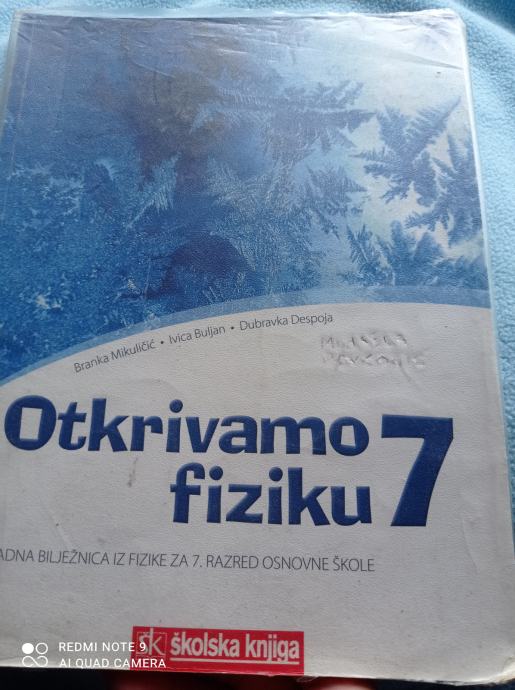 Branka Mikuličić • Ivica Buljan • Dubravka Despoja
Otkrivamo
fiziku 7
ADNA BILJEŽNICA IZ FIZIKE ZA 7. RAZRED OSNOVNE ŠKOLE
šk školska knjiga
REDMI NOTE 9
AI QUAD CAMERA